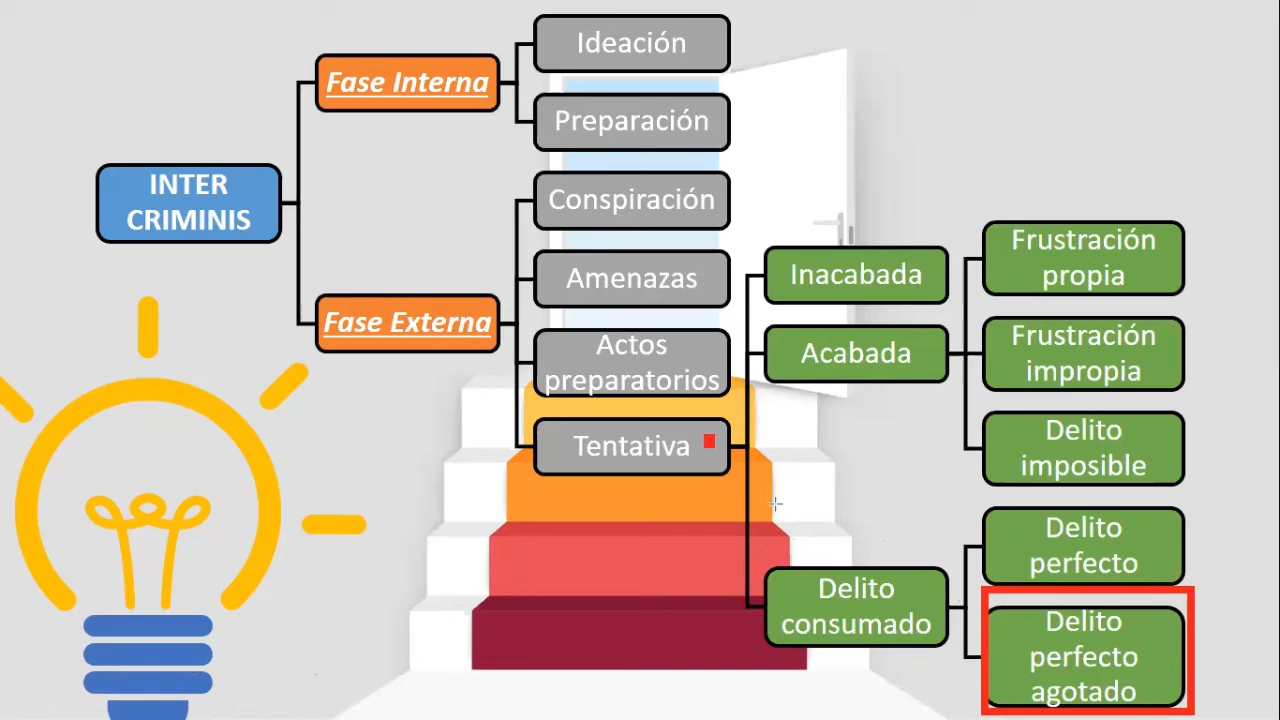 INTER
CRIMINIS
Fase Interna
Ideación
Preparación
Fase Externa
Conspiración
Amenazas
Actos
preparatorios
Tentativa
Inacabada
Acabada
Frustración
propia
Frustración
impropia
Delito
imposible
Delito
consumado
Delito
perfecto
Delito
perfecto
agotado